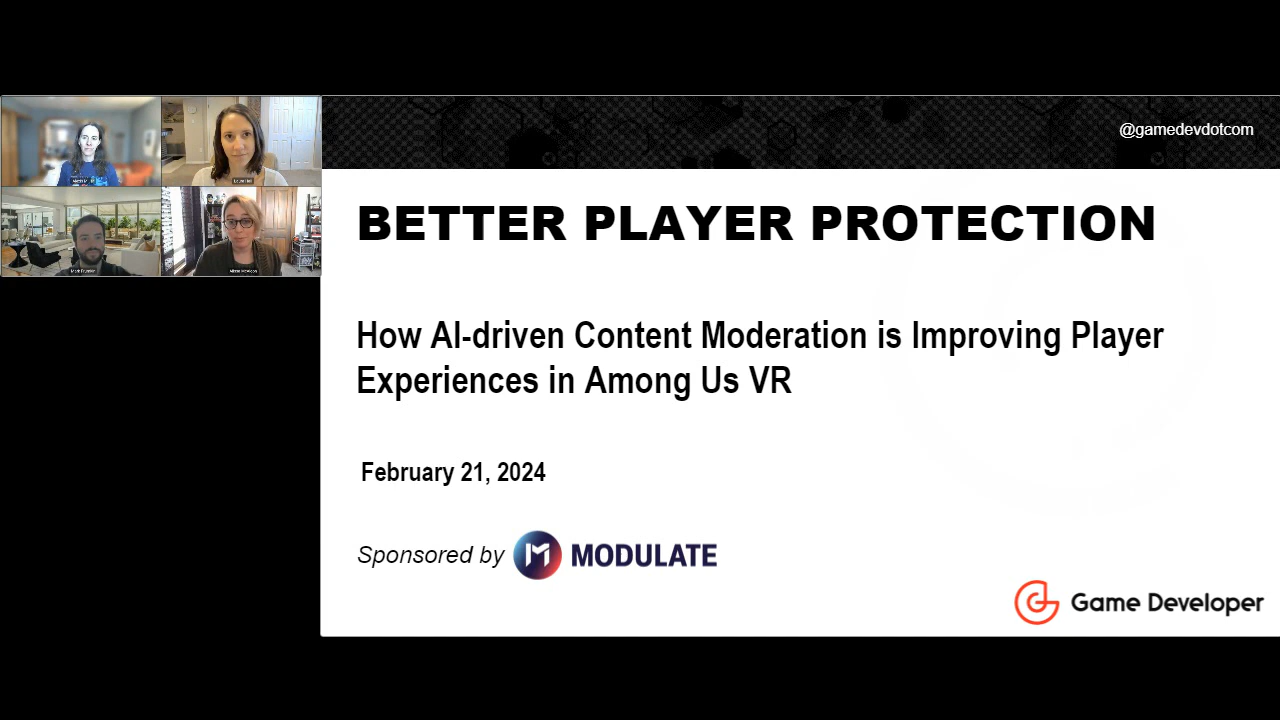 @gamedevdotcom
BETTER PLAYER PROTECTION
How AI-driven Content Moderation is Improving Player
Experiences in Among Us VR
February 21, 2024
Sponsored by MODULATE
Game Developer